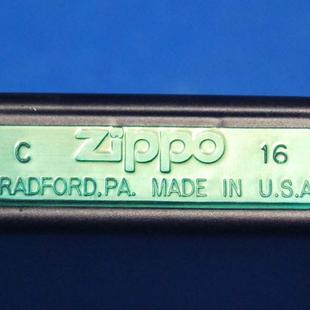 C zippo 16
RADFORD, PA. MADE IN U.S.A